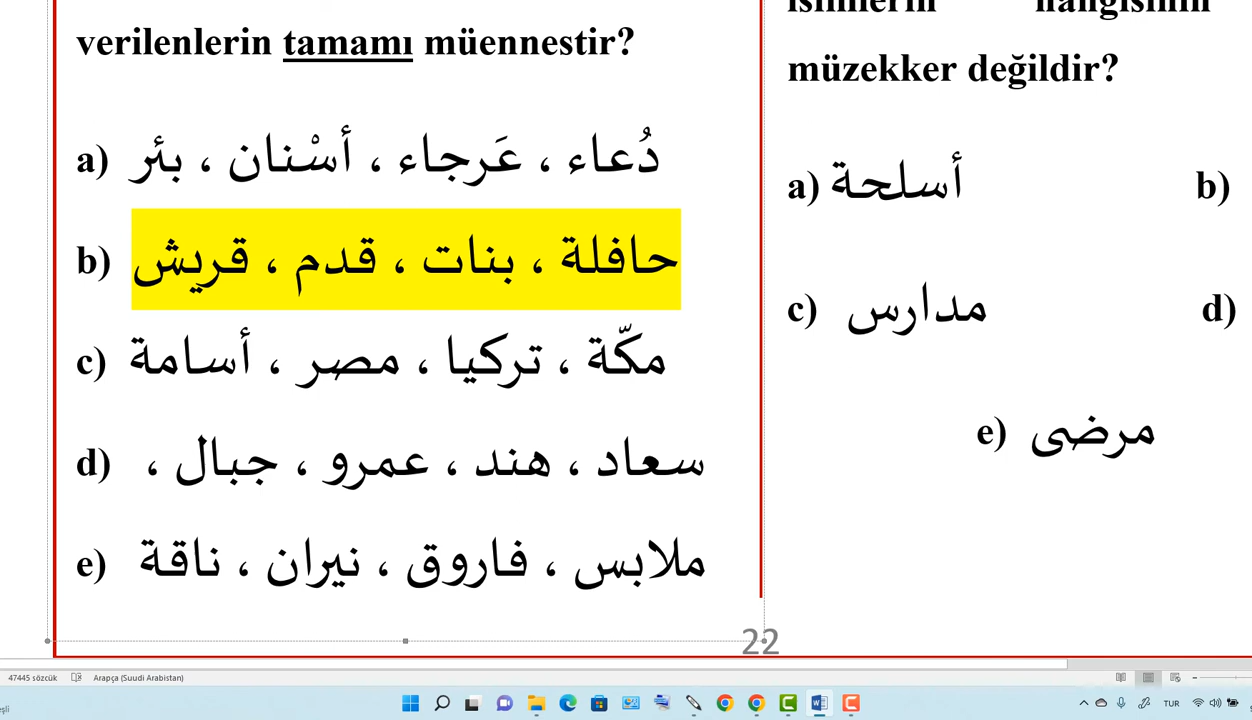 verilenlerin tamamı müennestir?
a) دُعاء ، عَرجاء ، أسْنان ، بئر
b) حافلة ، بنات ، قدم ، قريش
c) مكّة ، تركيا ، مصر ، أسامة
d) سعاد ، هند ، عمرو ، جبال ،
e) ملابس ، فاروق ، نيران ، ناقة
22
müzekker değildir?
a) أسلحة
b)
c) مدارس
d)
e) مرضى
47445 sözcük
Arapça (Suudi Arabistan)
TUR